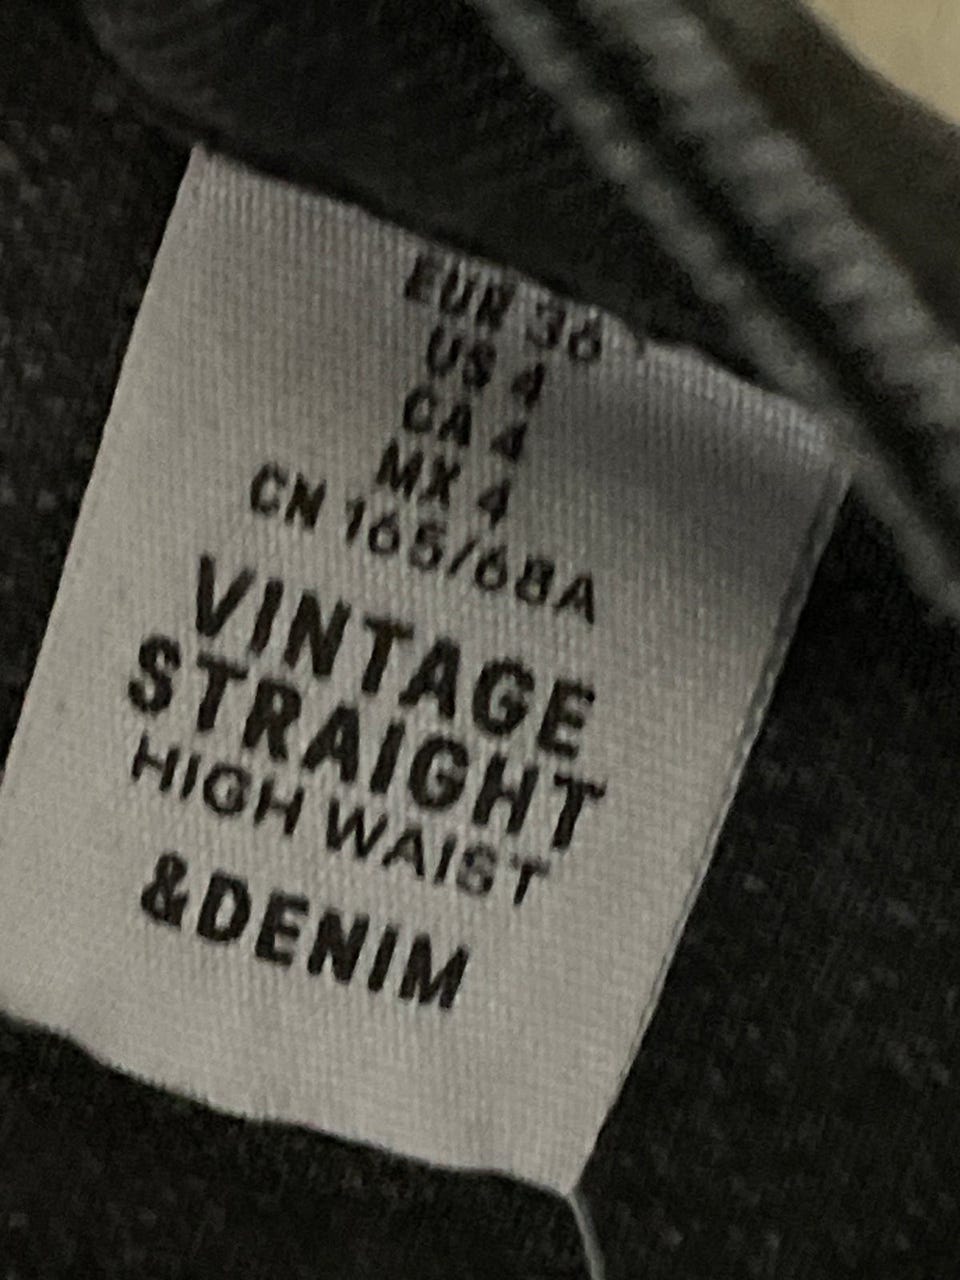 EUR 36
US 4
CA 4
MX 4
CN 165/68A
VINTAGE
STRAIGHT
HIGH WAIST
&DENIM